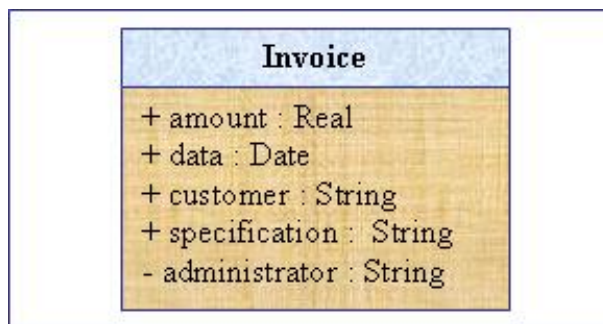 Invoice
+ amount : Real
+ data : Date
+ customer : String
+ specification :  String
- administrator : String